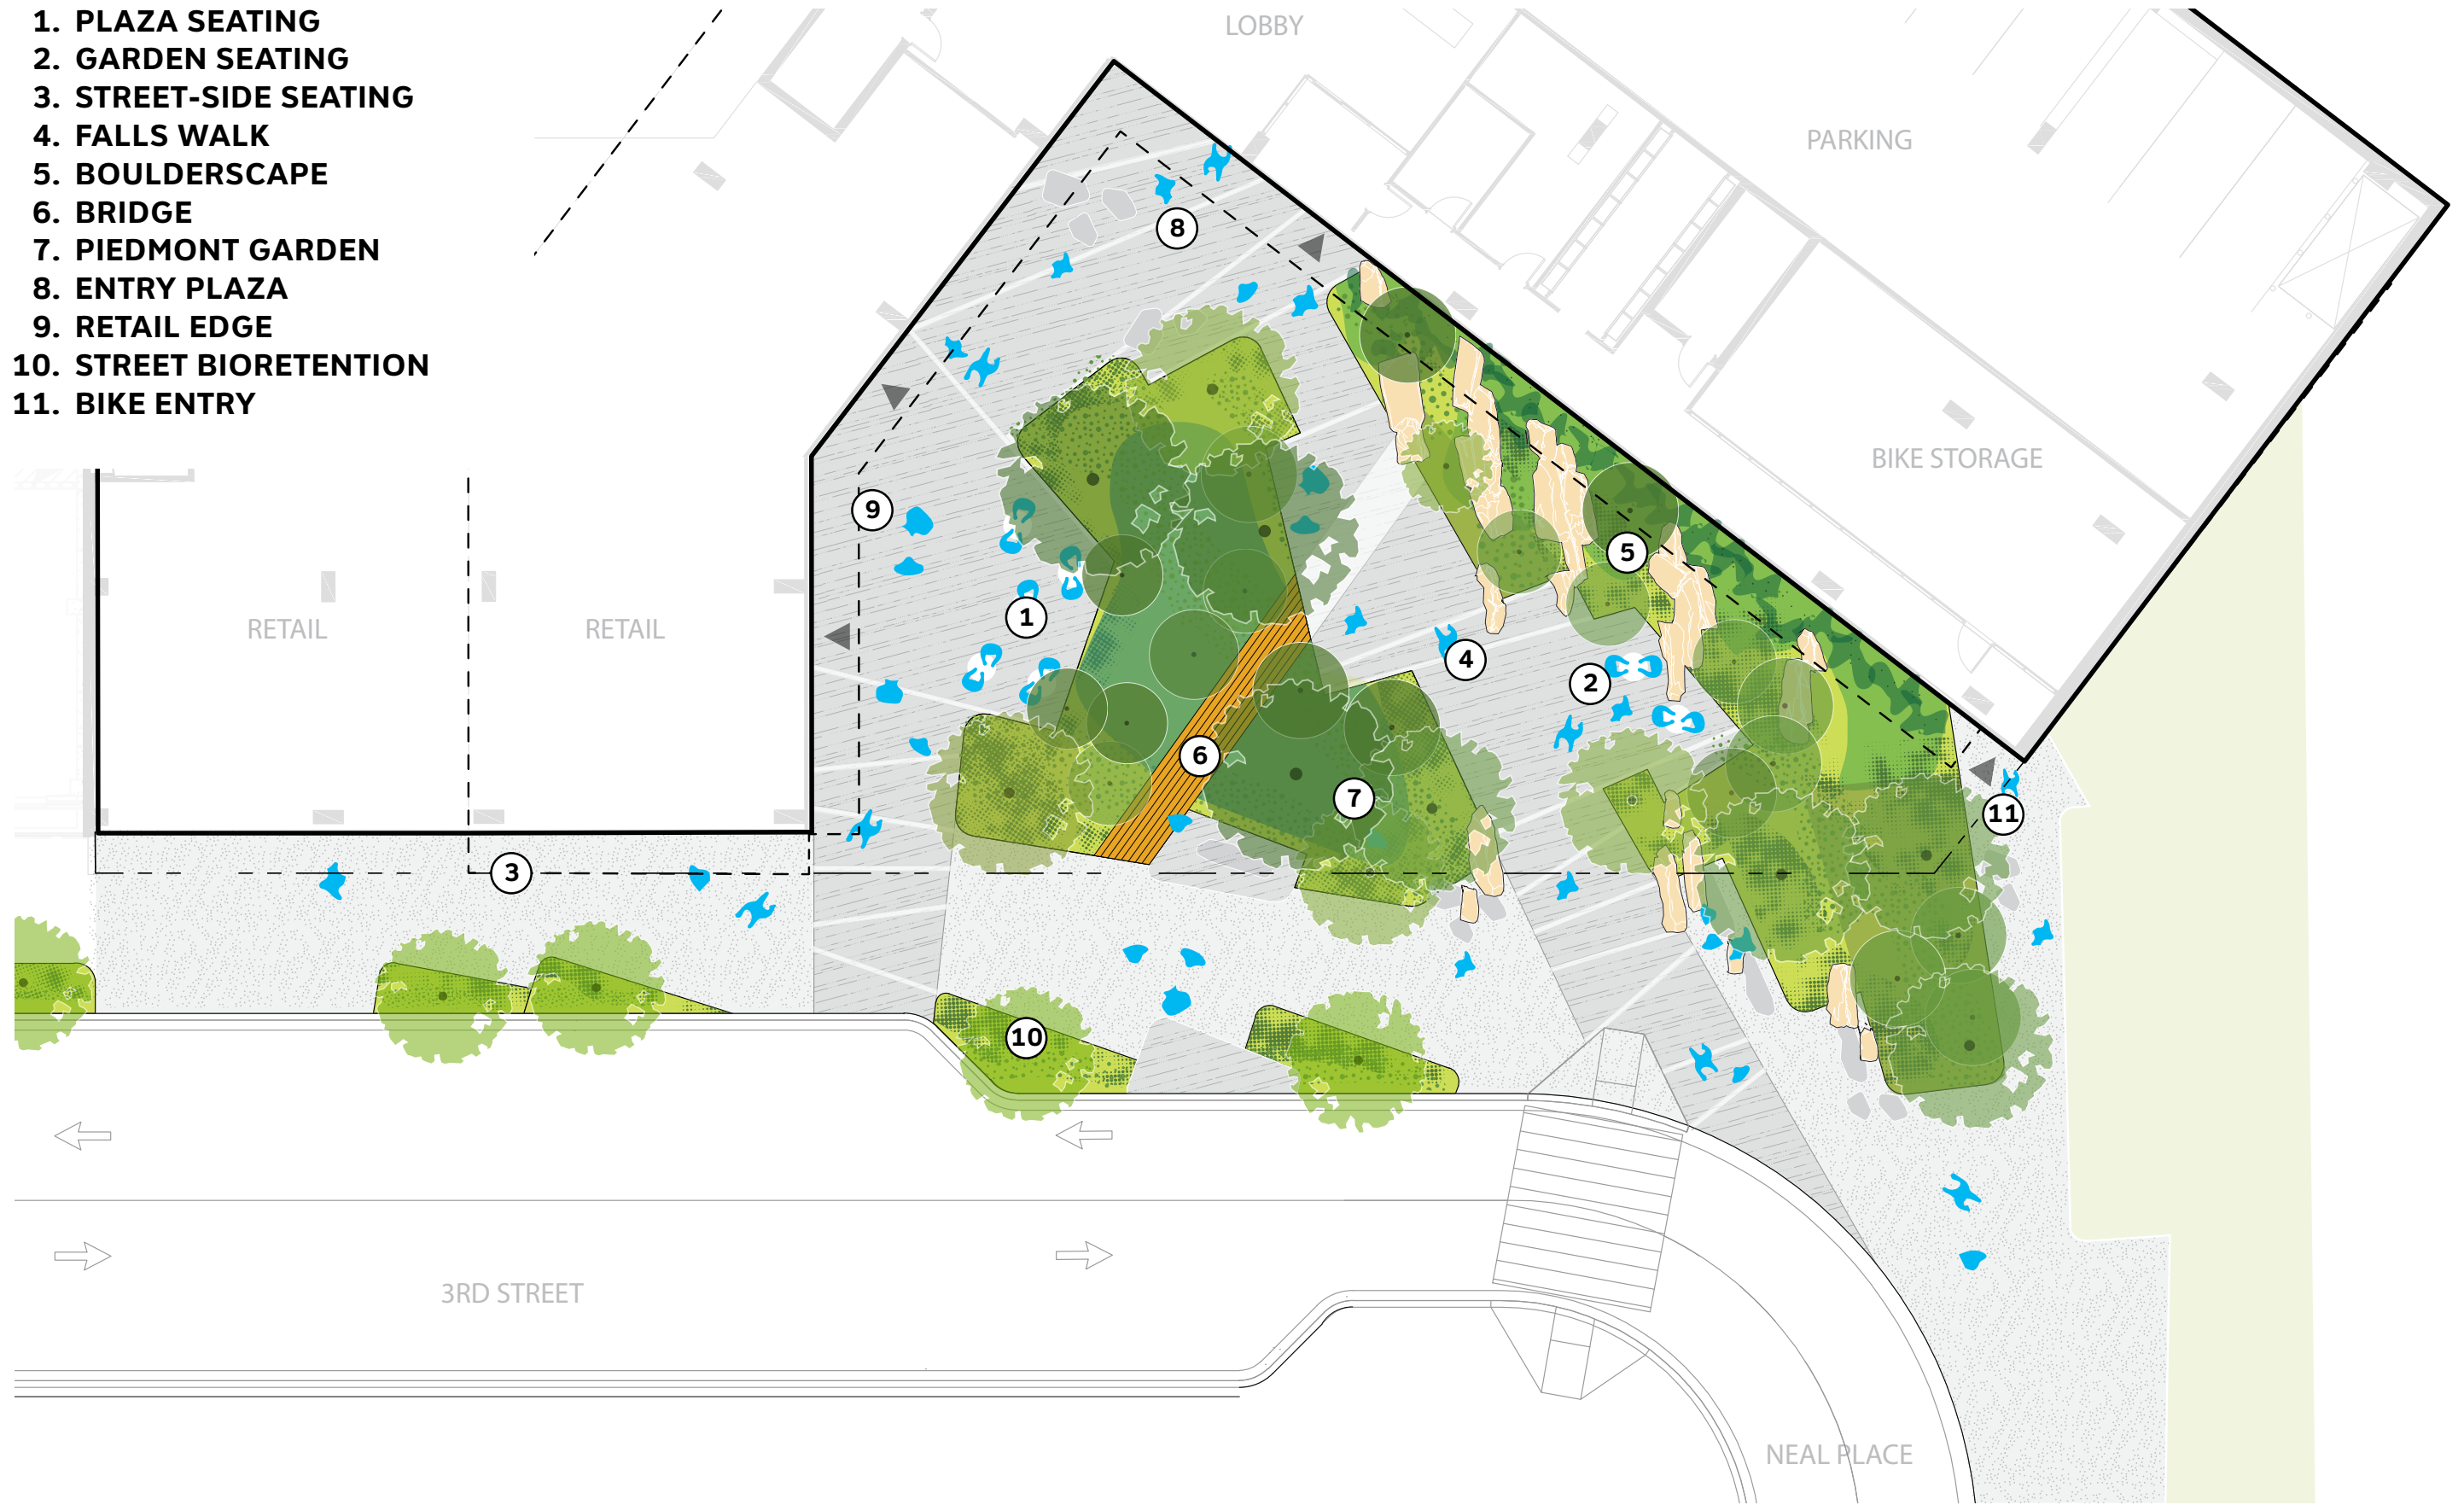 1. PLAZA SEATING
2. GARDEN SEATING
3. STREET-SIDE SEATING
4. FALLS WALK
5. BOULDERSCAPE
6. BRIDGE
7. PIEDMONT GARDEN
8. ENTRY PLAZA
9. RETAIL EDGE
10. STREET BIORETENTION
11. BIKE ENTRY
LOBBY
PARKING
8
BIKE STORAGE
9
5
1
RETAIL
RETAIL
4
2
6
7
11
3
10
3RD STREET
NEAL PLACE